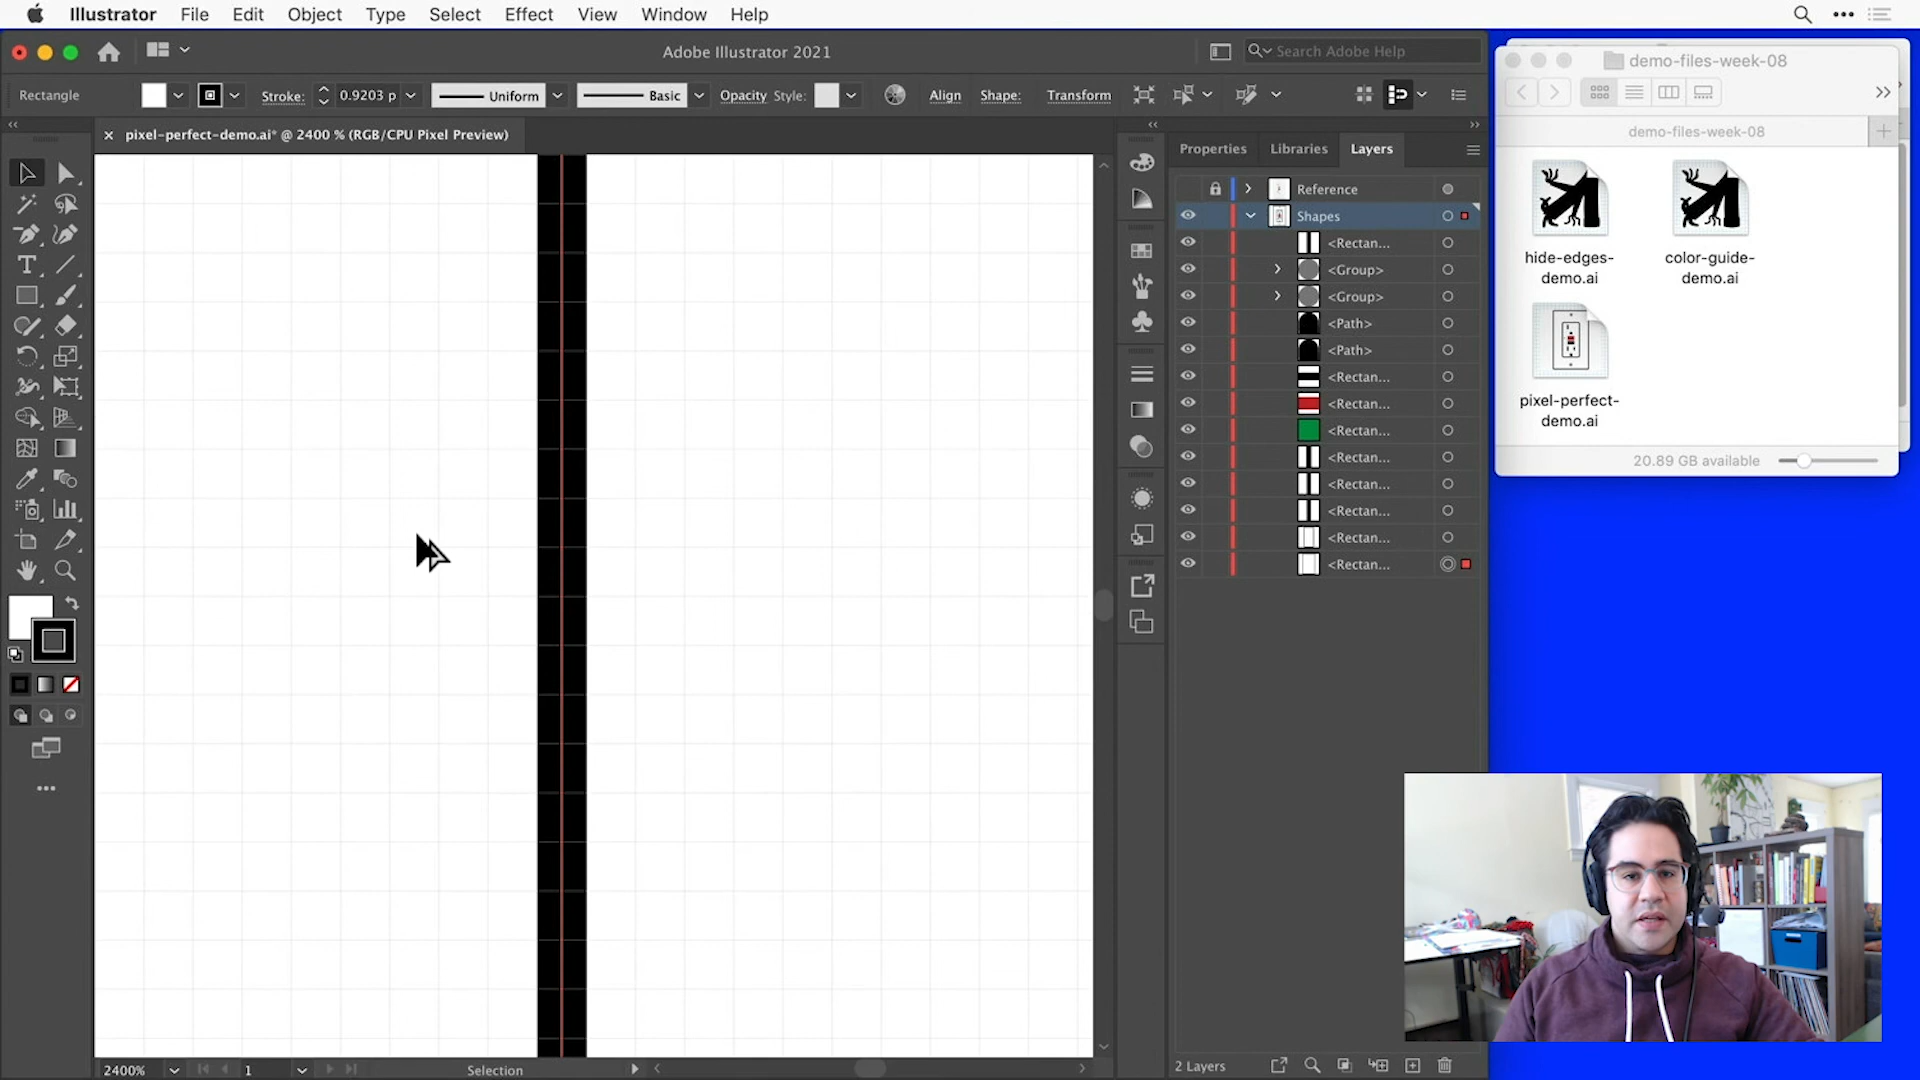 Illustrator File Edit Object Type Select Effect View Window Help
Adobe Illustrator 2021
Search Adobe Help
Rectangle
Stroke:
0.9203 p
Uniform
Basic
Opacity Style:
Align
Shape:
Transform
pixel-perfect-demo.ai* @ 2400 % (RGB/CPU Pixel Preview)
Properties
Libraries
Layers
Reference
Shapes
<Rectan...
<Group>
<Group>
<Path>
<Path>
<Rectan...
<Rectan...
<Rectan...
<Rectan...
<Rectan...
<Rectan...
<Rectan...
<Rectan...
2 Layers
2400%
1
Selection
demo-files-week-08
demo-files-week-08
hide-edges-
demo.ai
color-guide-
demo.ai
pixel-perfect-
demo.ai
20.89 GB available